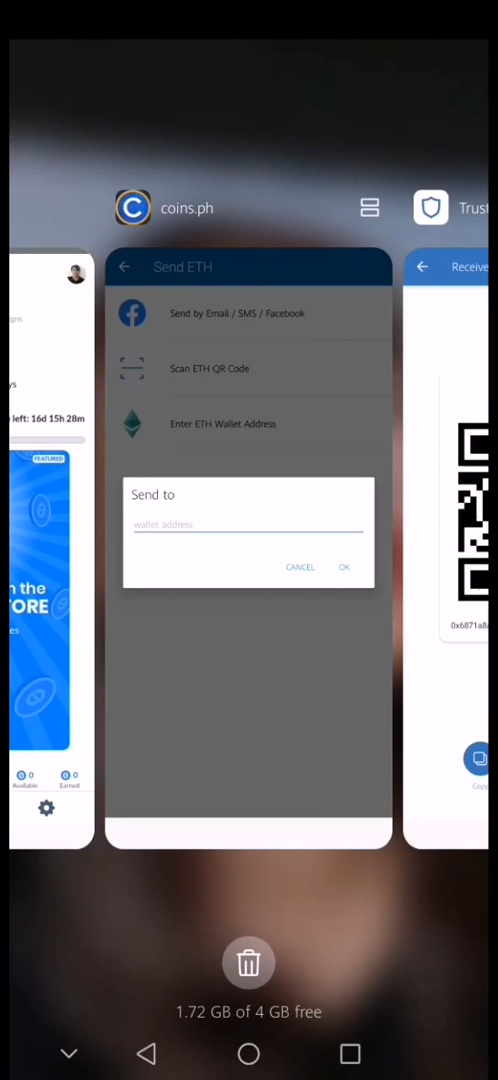 coins.ph
Trust
Send ETH
Receive
Send by Email / SMS / Facebook
Scan ETH QR Code
left: 16d 15h 28m
Enter ETH Wallet Address
FEATURED
Send to
wallet address
CANCEL
OK
n the
ORE
es
0x6871a8a
0
0
Available
Earned
Copy
1.72 GB of 4 GB free